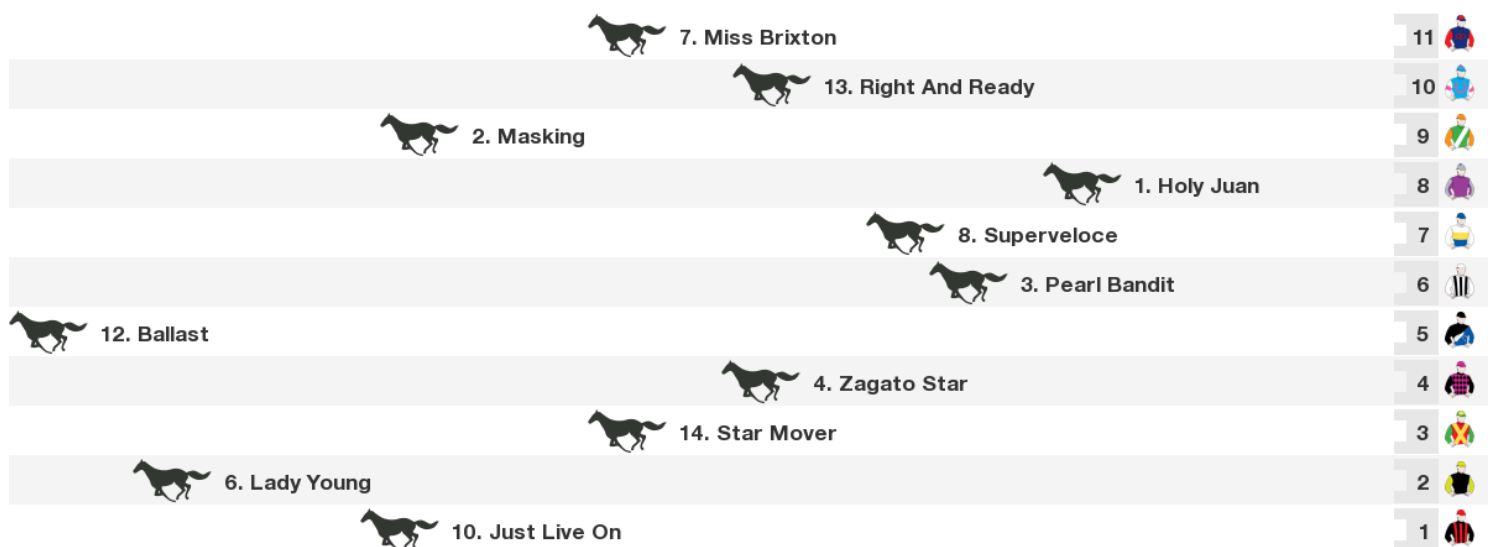 7. Miss Brixton 11
13. Right And Ready 10
2. Masking 9
1. Holy Juan 8
8. Superveloce 7
3. Pearl Bandit 6
12. Ballast 5
4. Zagato Star 4
14. Star Mover 3
6. Lady Young 2
10. Just Live On 1